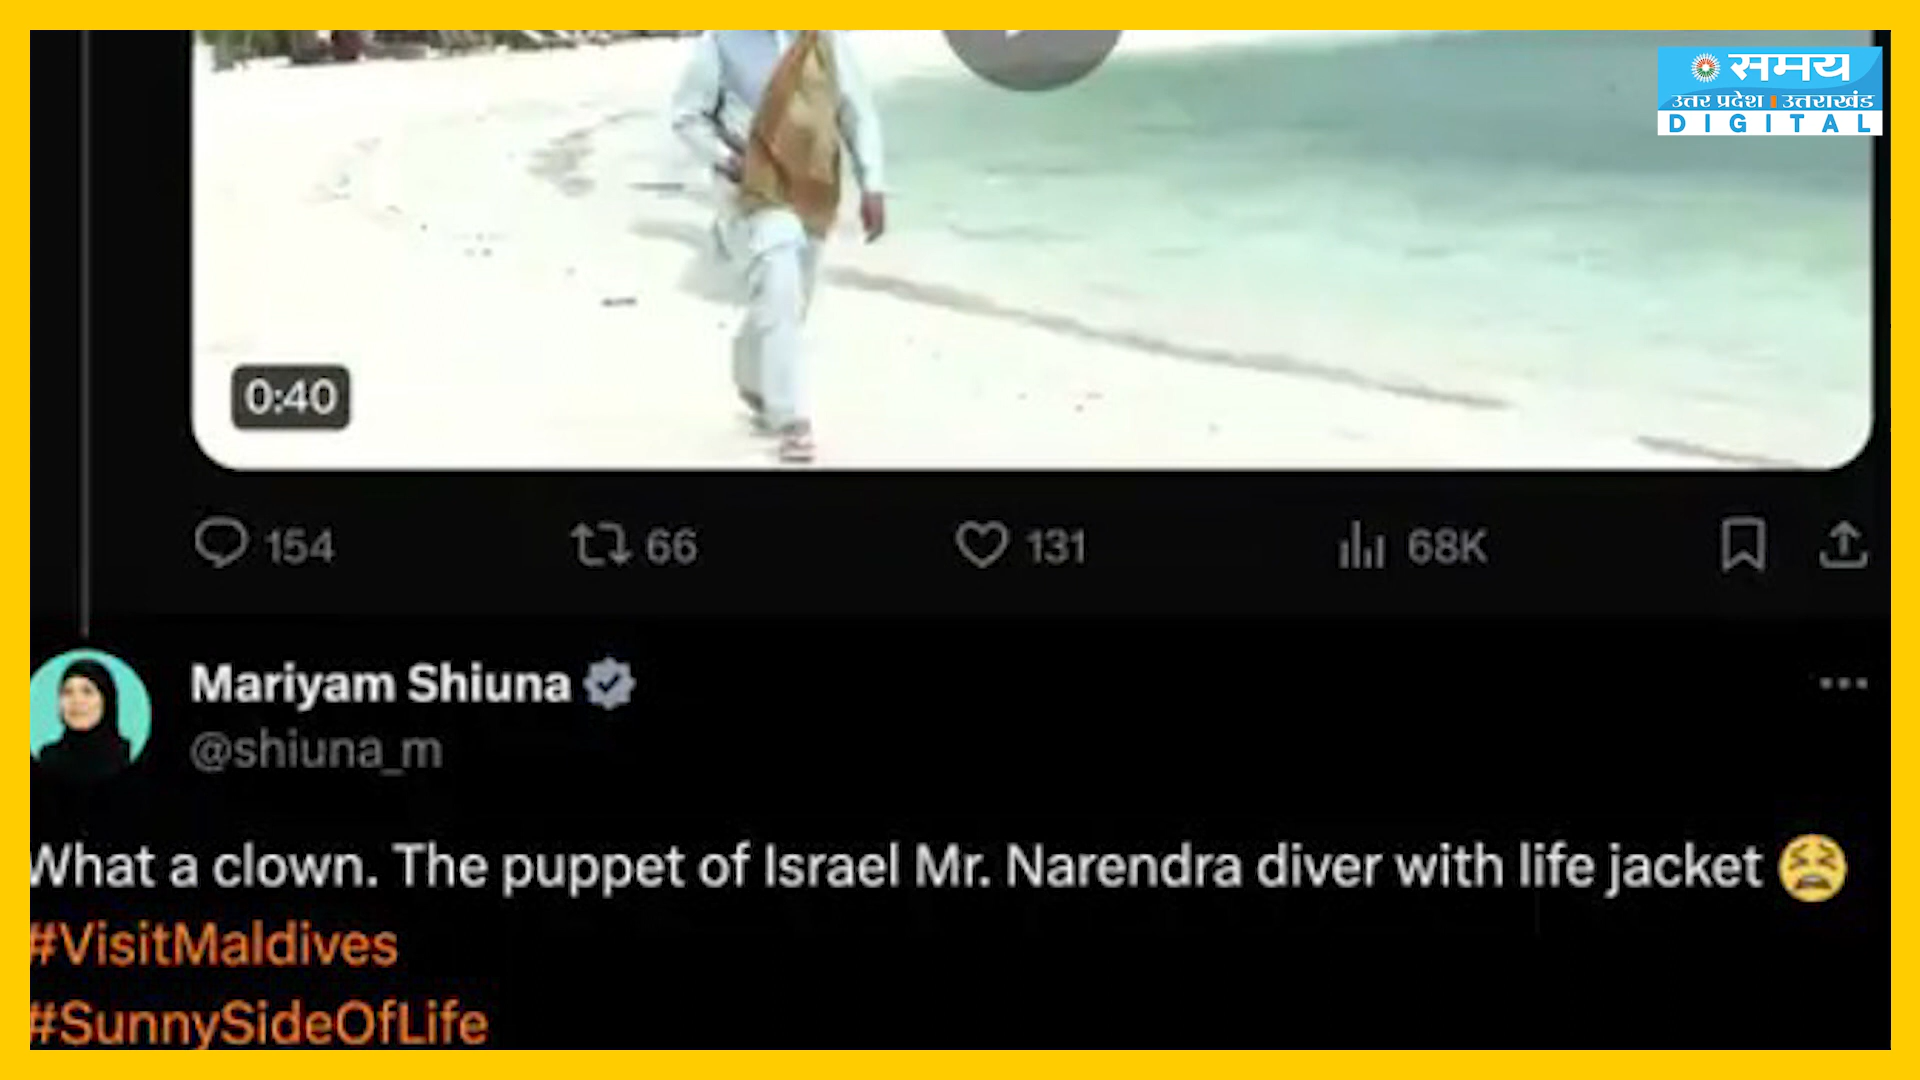 समय
उत्तर प्रदेश | उत्तराखंड
DIGITAL
0:40
154 66 131 68K
Mariyam Shiuna
@shiuna_m
What a clown. The puppet of Israel Mr. Narendra diver with life jacket 😫
#VisitMaldives
#SunnySideOfLife